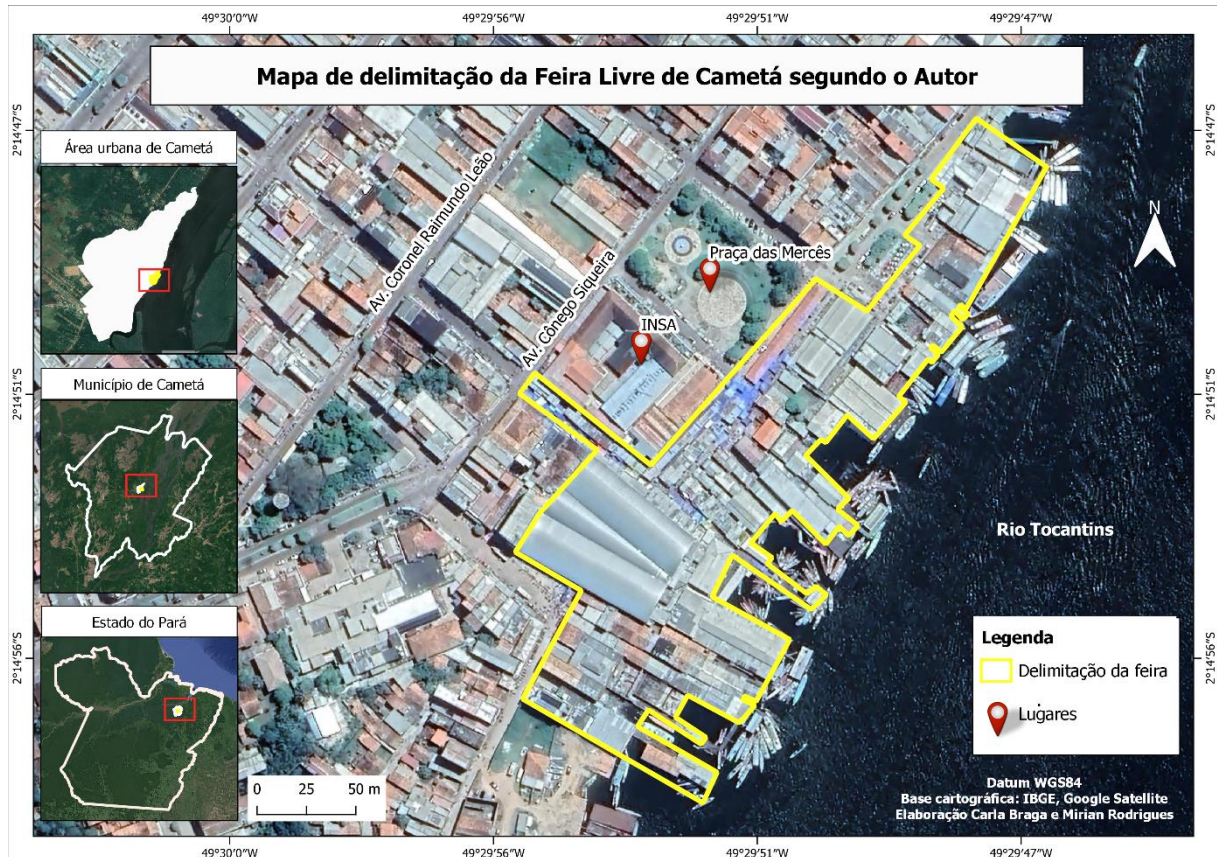 49°30′0″W
49°29′56″W
49°29′51″W
49°29′47″W
Mapa de delimitação da Feira Livre de Cametá segundo o Autor
2°14′47″S
2°14′47″S
Área urbana de Cametá
Av. Coronel Raimundo Leão
Av. Cônego Siqueira
Praça das Mercês
INSA
N
2°14′51″S
2°14′51″S
Município de Cametá
Rio Tocantins
Estado do Pará
2°14′56″S
2°14′56″S
Legenda
Delimitação da feira
Lugares
0 25 50 m
Datum WGS84
Base cartográfica: IBGE, Google Satellite
Elaboração Carla Braga e Mirian Rodrigues
49°30′0″W
49°29′56″W
49°29′51″W
49°29′47″W